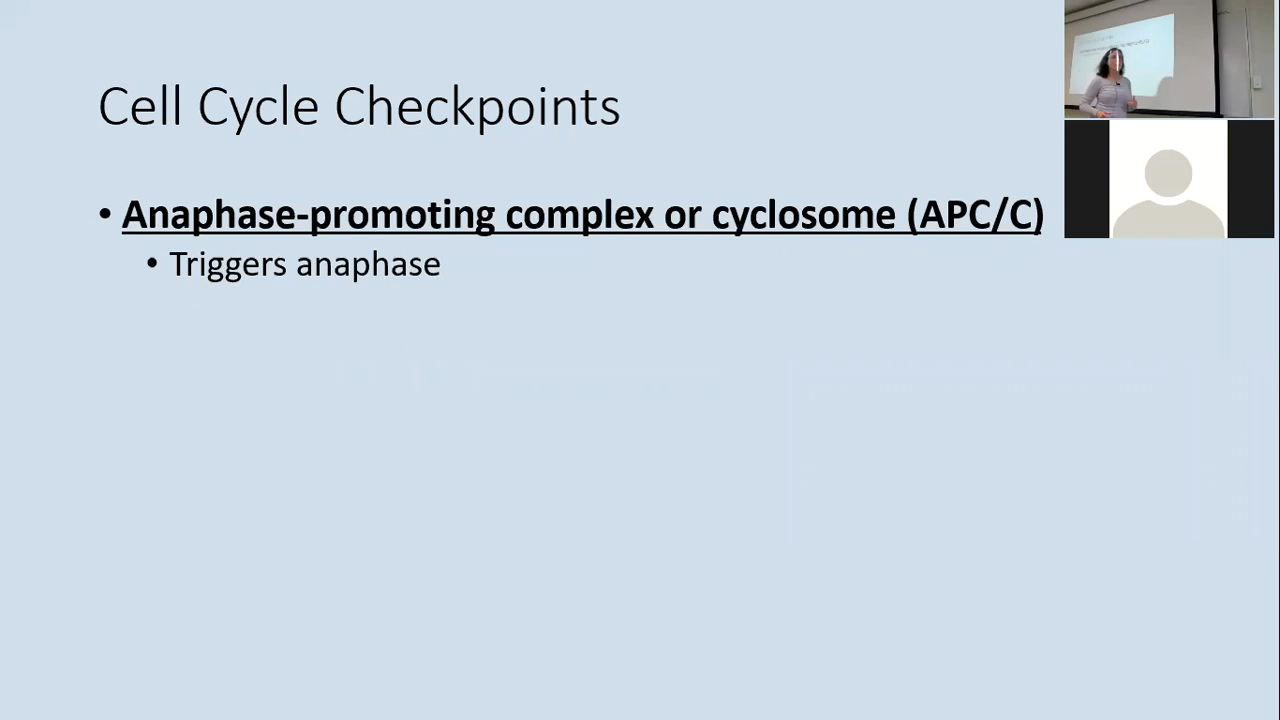 Cell Cycle Checkpoints
• Anaphase-promoting complex or cyclosome (APC/C)
• Triggers anaphase